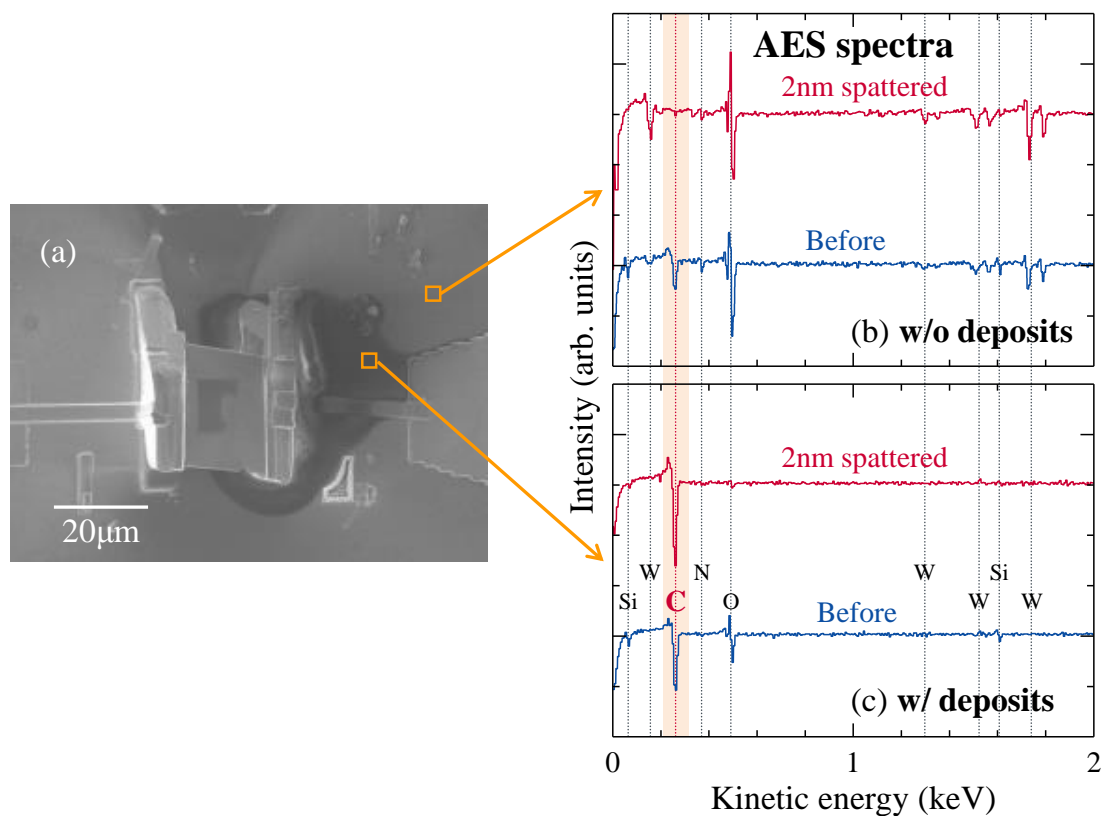 (a)
20μm
AES spectra
2nm spattered
Before
(b) w/o deposits
2nm spattered
W N W Si
Si C O W W
Before
(c) w/ deposits
Intensity (arb. units)
0 1 2
Kinetic energy (keV)